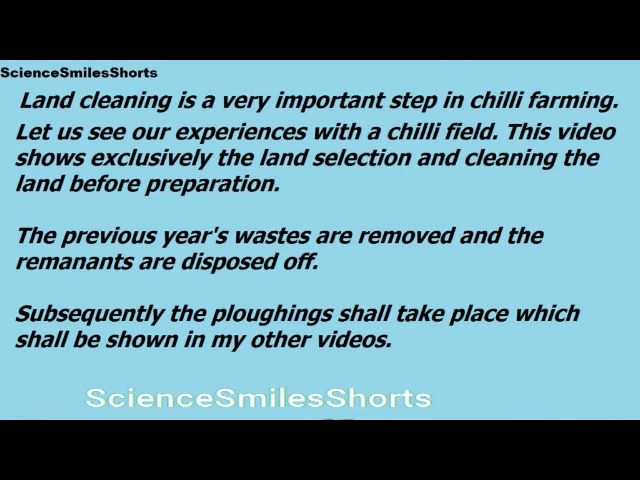 ScienceSmilesShorts
Land cleaning is a very important step in chilli farming.
Let us see our experiences with a chilli field. This video
shows exclusively the land selection and cleaning the
land before preparation.
The previous year's wastes are removed and the
remanants are disposed off.
Subsequently the ploughings shall take place which
shall be shown in my other videos.
ScienceSmilesShorts